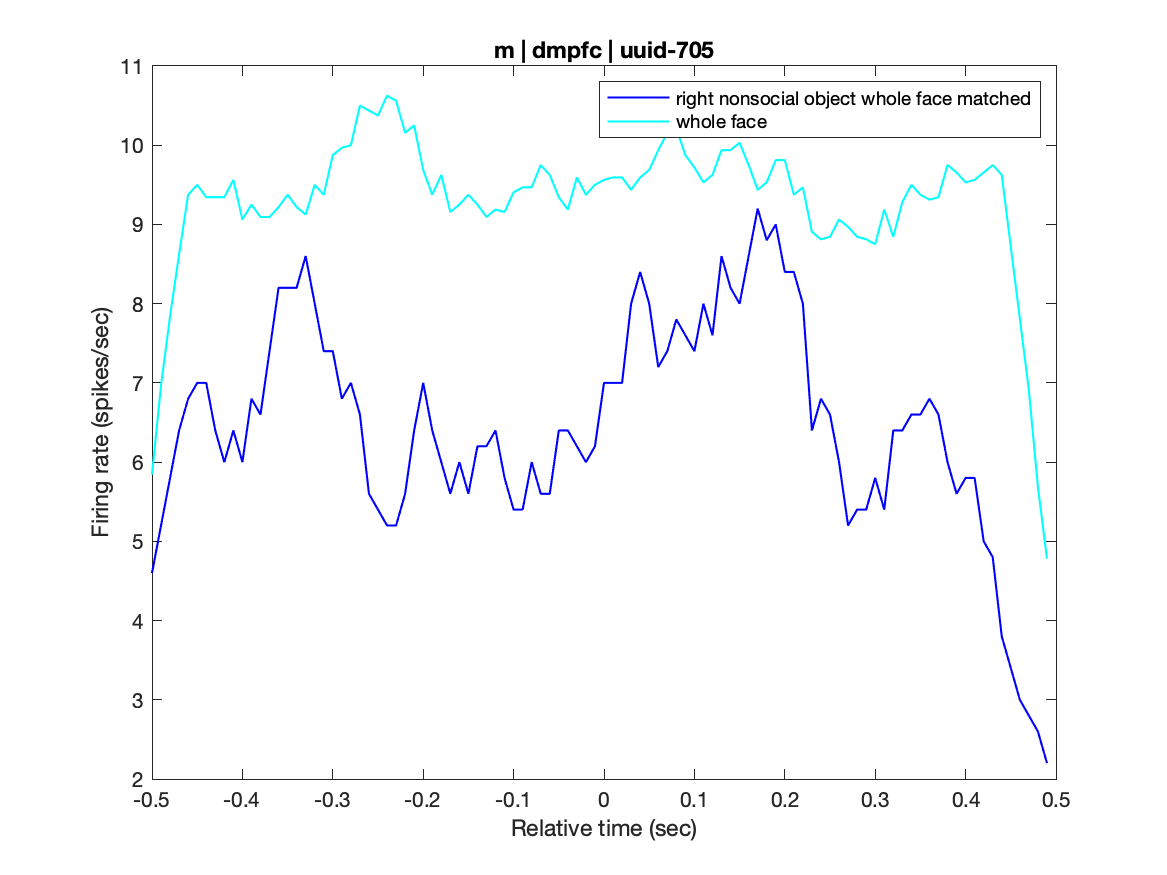 m | dmpfc | uuid-705
right nonsocial object whole face matched
whole face
11
10
9
8
7
6
5
4
3
2
Firing rate (spikes/sec)
-0.5 -0.4 -0.3 -0.2 -0.1 0 0.1 0.2 0.3 0.4 0.5
Relative time (sec)